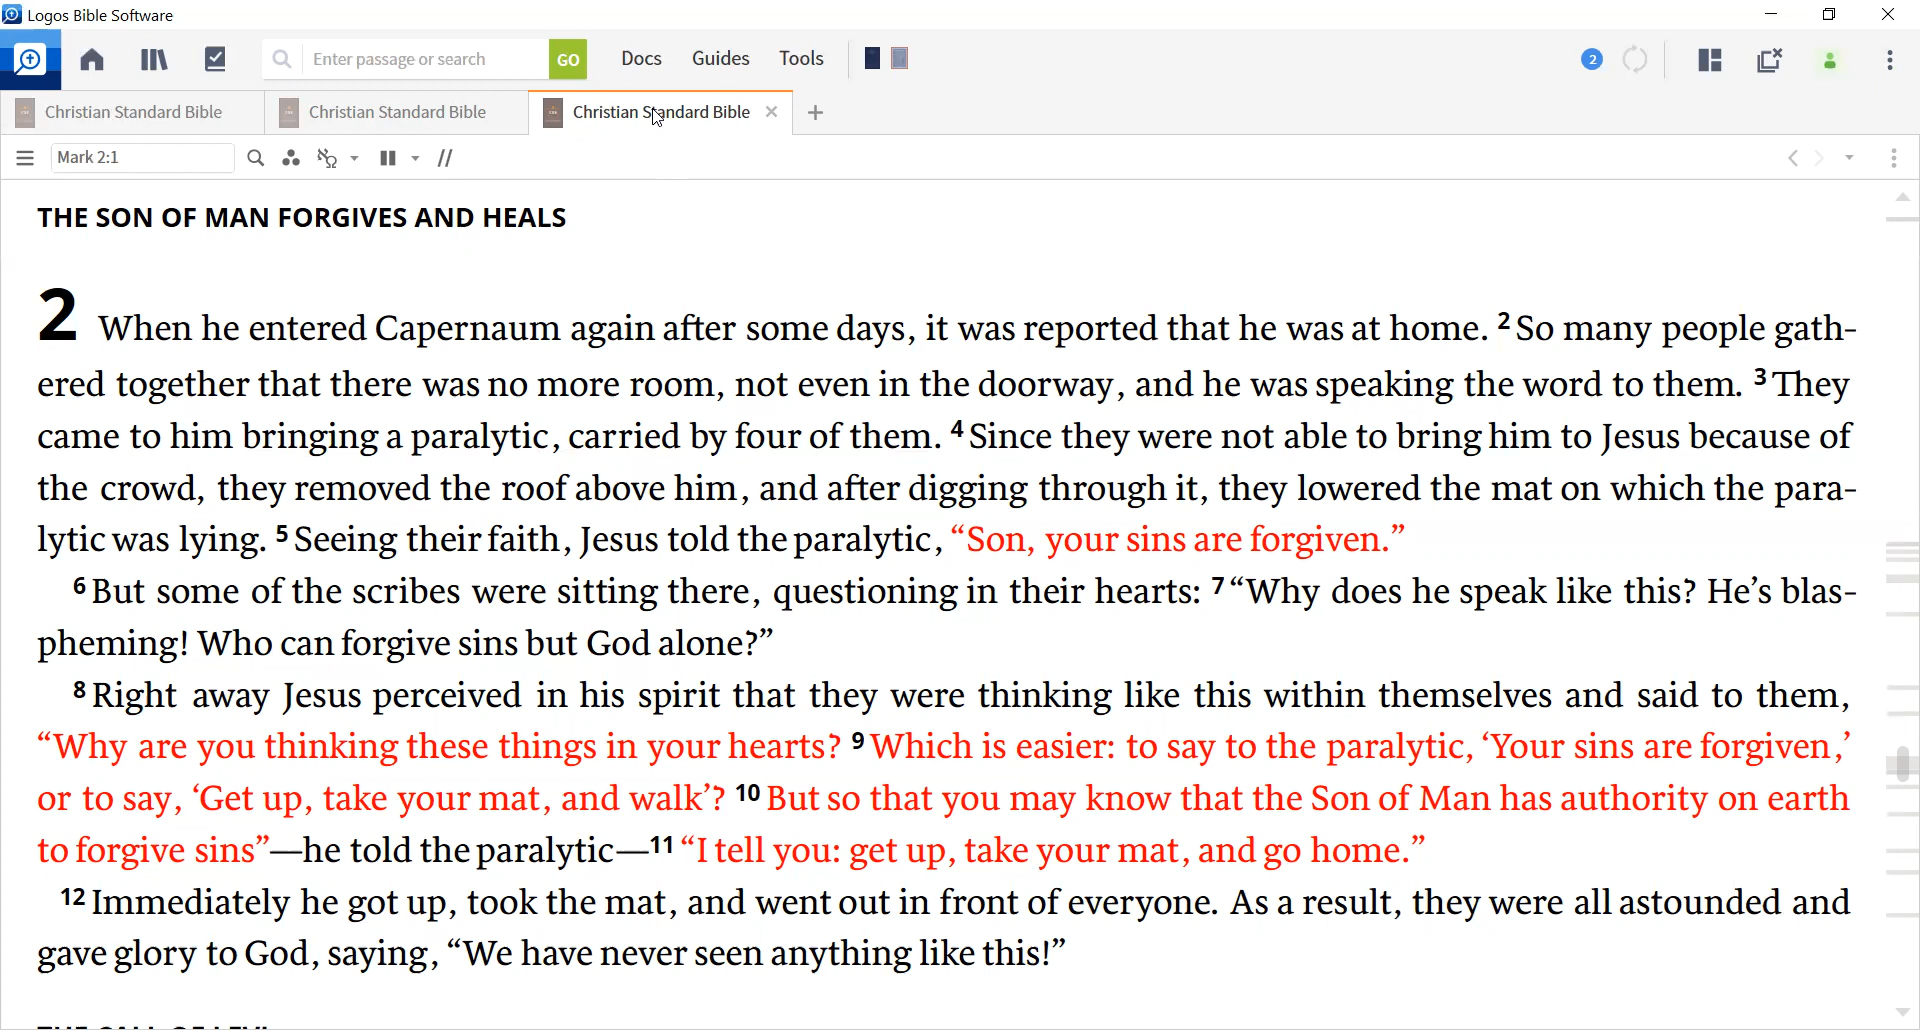 Logos Bible Software
Enter passage or search GO Docs Guides Tools 2
Christian Standard Bible Christian Standard Bible Christian Standard Bible
Mark 2:1
THE SON OF MAN FORGIVES AND HEALS
2 When he entered Capernaum again after some days, it was reported that he was at home. 2 So many people gath-
ered together that there was no more room, not even in the doorway, and he was speaking the word to them. 3 They
came to him bringing a paralytic, carried by four of them. 4 Since they were not able to bring him to Jesus because of
the crowd, they removed the roof above him, and after digging through it, they lowered the mat on which the para-
lytic was lying. 5 Seeing their faith, Jesus told the paralytic, “Son, your sins are forgiven.”
6 But some of the scribes were sitting there, questioning in their hearts: 7 “Why does he speak like this? He’s blas-
pheming! Who can forgive sins but God alone?”
8 Right away Jesus perceived in his spirit that they were thinking like this within themselves and said to them,
“Why are you thinking these things in your hearts? 9 Which is easier: to say to the paralytic, ‘Your sins are forgiven,’
or to say, ‘Get up, take your mat, and walk’? 10 But so that you may know that the Son of Man has authority on earth
to forgive sins”—he told the paralytic—11 “I tell you: get up, take your mat, and go home.”
12 Immediately he got up, took the mat, and went out in front of everyone. As a result, they were all astounded and
gave glory to God, saying, “We have never seen anything like this!”
THE CALL OF LEVI